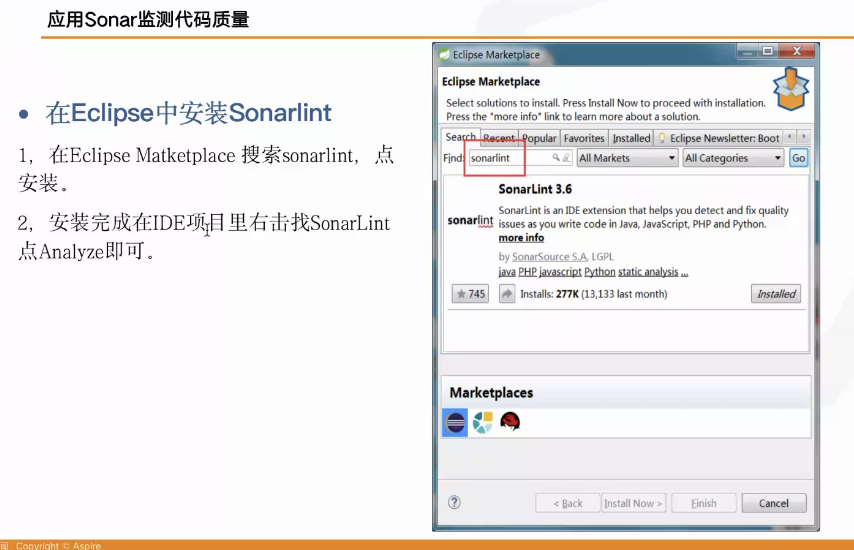 应用Sonar监测代码质量
• 在Eclipse中安装Sonarlint
1，在Eclipse Matketplace 搜索sonarlint，点
安装。
2，安装完成在IDE项目里右击找SonarLint
点Analyze即可。
Eclipse Marketplace
Eclipse Marketplace
Select solutions to install. Press Install Now to proceed with installation.
Press the "more info" link to learn more about a solution.
Search Recent Popular Favorites Installed Eclipse Newsletter: Boot
Find: sonarlint All Markets All Categories Go
SonarLint 3.6
sonarlint
SonarLint is an IDE extension that helps you detect and fix quality
issues as you write code in Java, JavaScript, PHP and Python.
more info
by SonarSource S.A, LGPL
java PHP javascript Python static analysis ...
745 Installs: 277K (13,133 last month) Installed
Marketplaces
? < Back Install Now > Finish Cancel
司 Copyright © Aspire